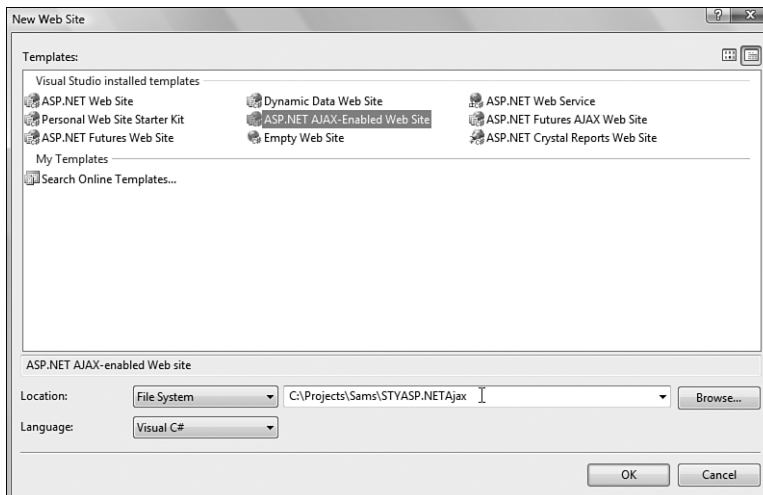 New Web Site
Templates:
Visual Studio installed templates
ASP.NET Web Site
Dynamic Data Web Site
ASP.NET Web Service
Personal Web Site Starter Kit
ASP.NET AJAX-Enabled Web Site
ASP.NET Futures AJAX Web Site
ASP.NET Futures Web Site
Empty Web Site
ASP.NET Crystal Reports Web Site
My Templates
Search Online Templates...
ASP.NET AJAX-enabled Web site
Location:
File System
C:\Projects\Sams\STYASP.NETAjax
Browse...
Language:
Visual C#
OK
Cancel